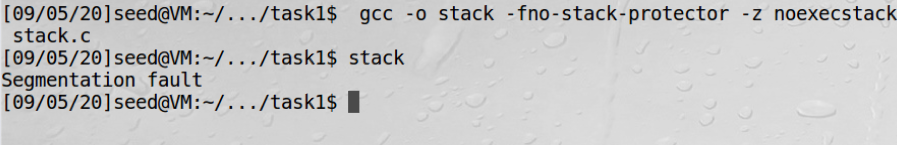 [09/05/20]seed@VM:~/.../task1$  gcc -o stack -fno-stack-protector -z noexecstack
 stack.c
[09/05/20]seed@VM:~/.../task1$ stack
Segmentation fault
[09/05/20]seed@VM:~/.../task1$